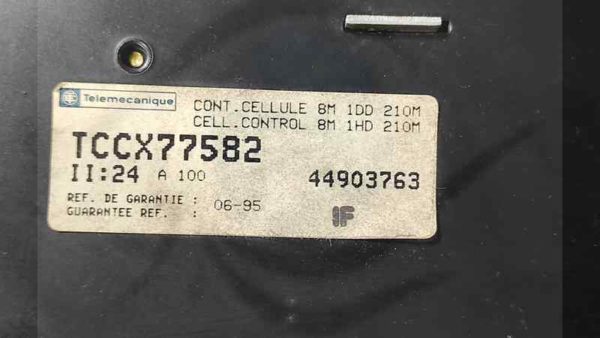 Telemecanique
CONT.CELLULE 8M 1DD 210M
CELL.CONTROL 8M 1HD 210M
TCCX77582
II:24 A 100
44903763
REF. DE GARANTIE :
GUARANTEE REF. :
06-95
IF